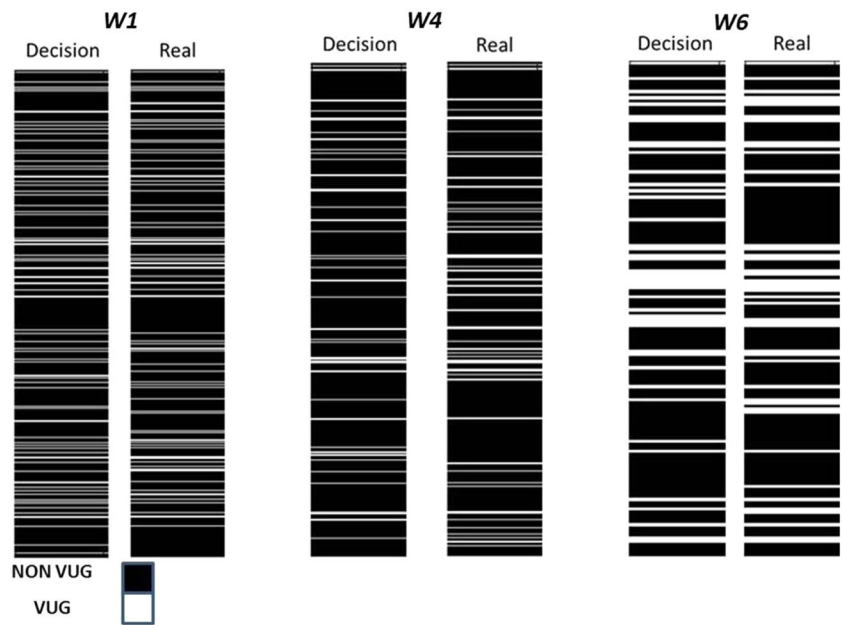 W1 W4 W6
Decision Real Decision Real Decision Real
NON VUG
VUG